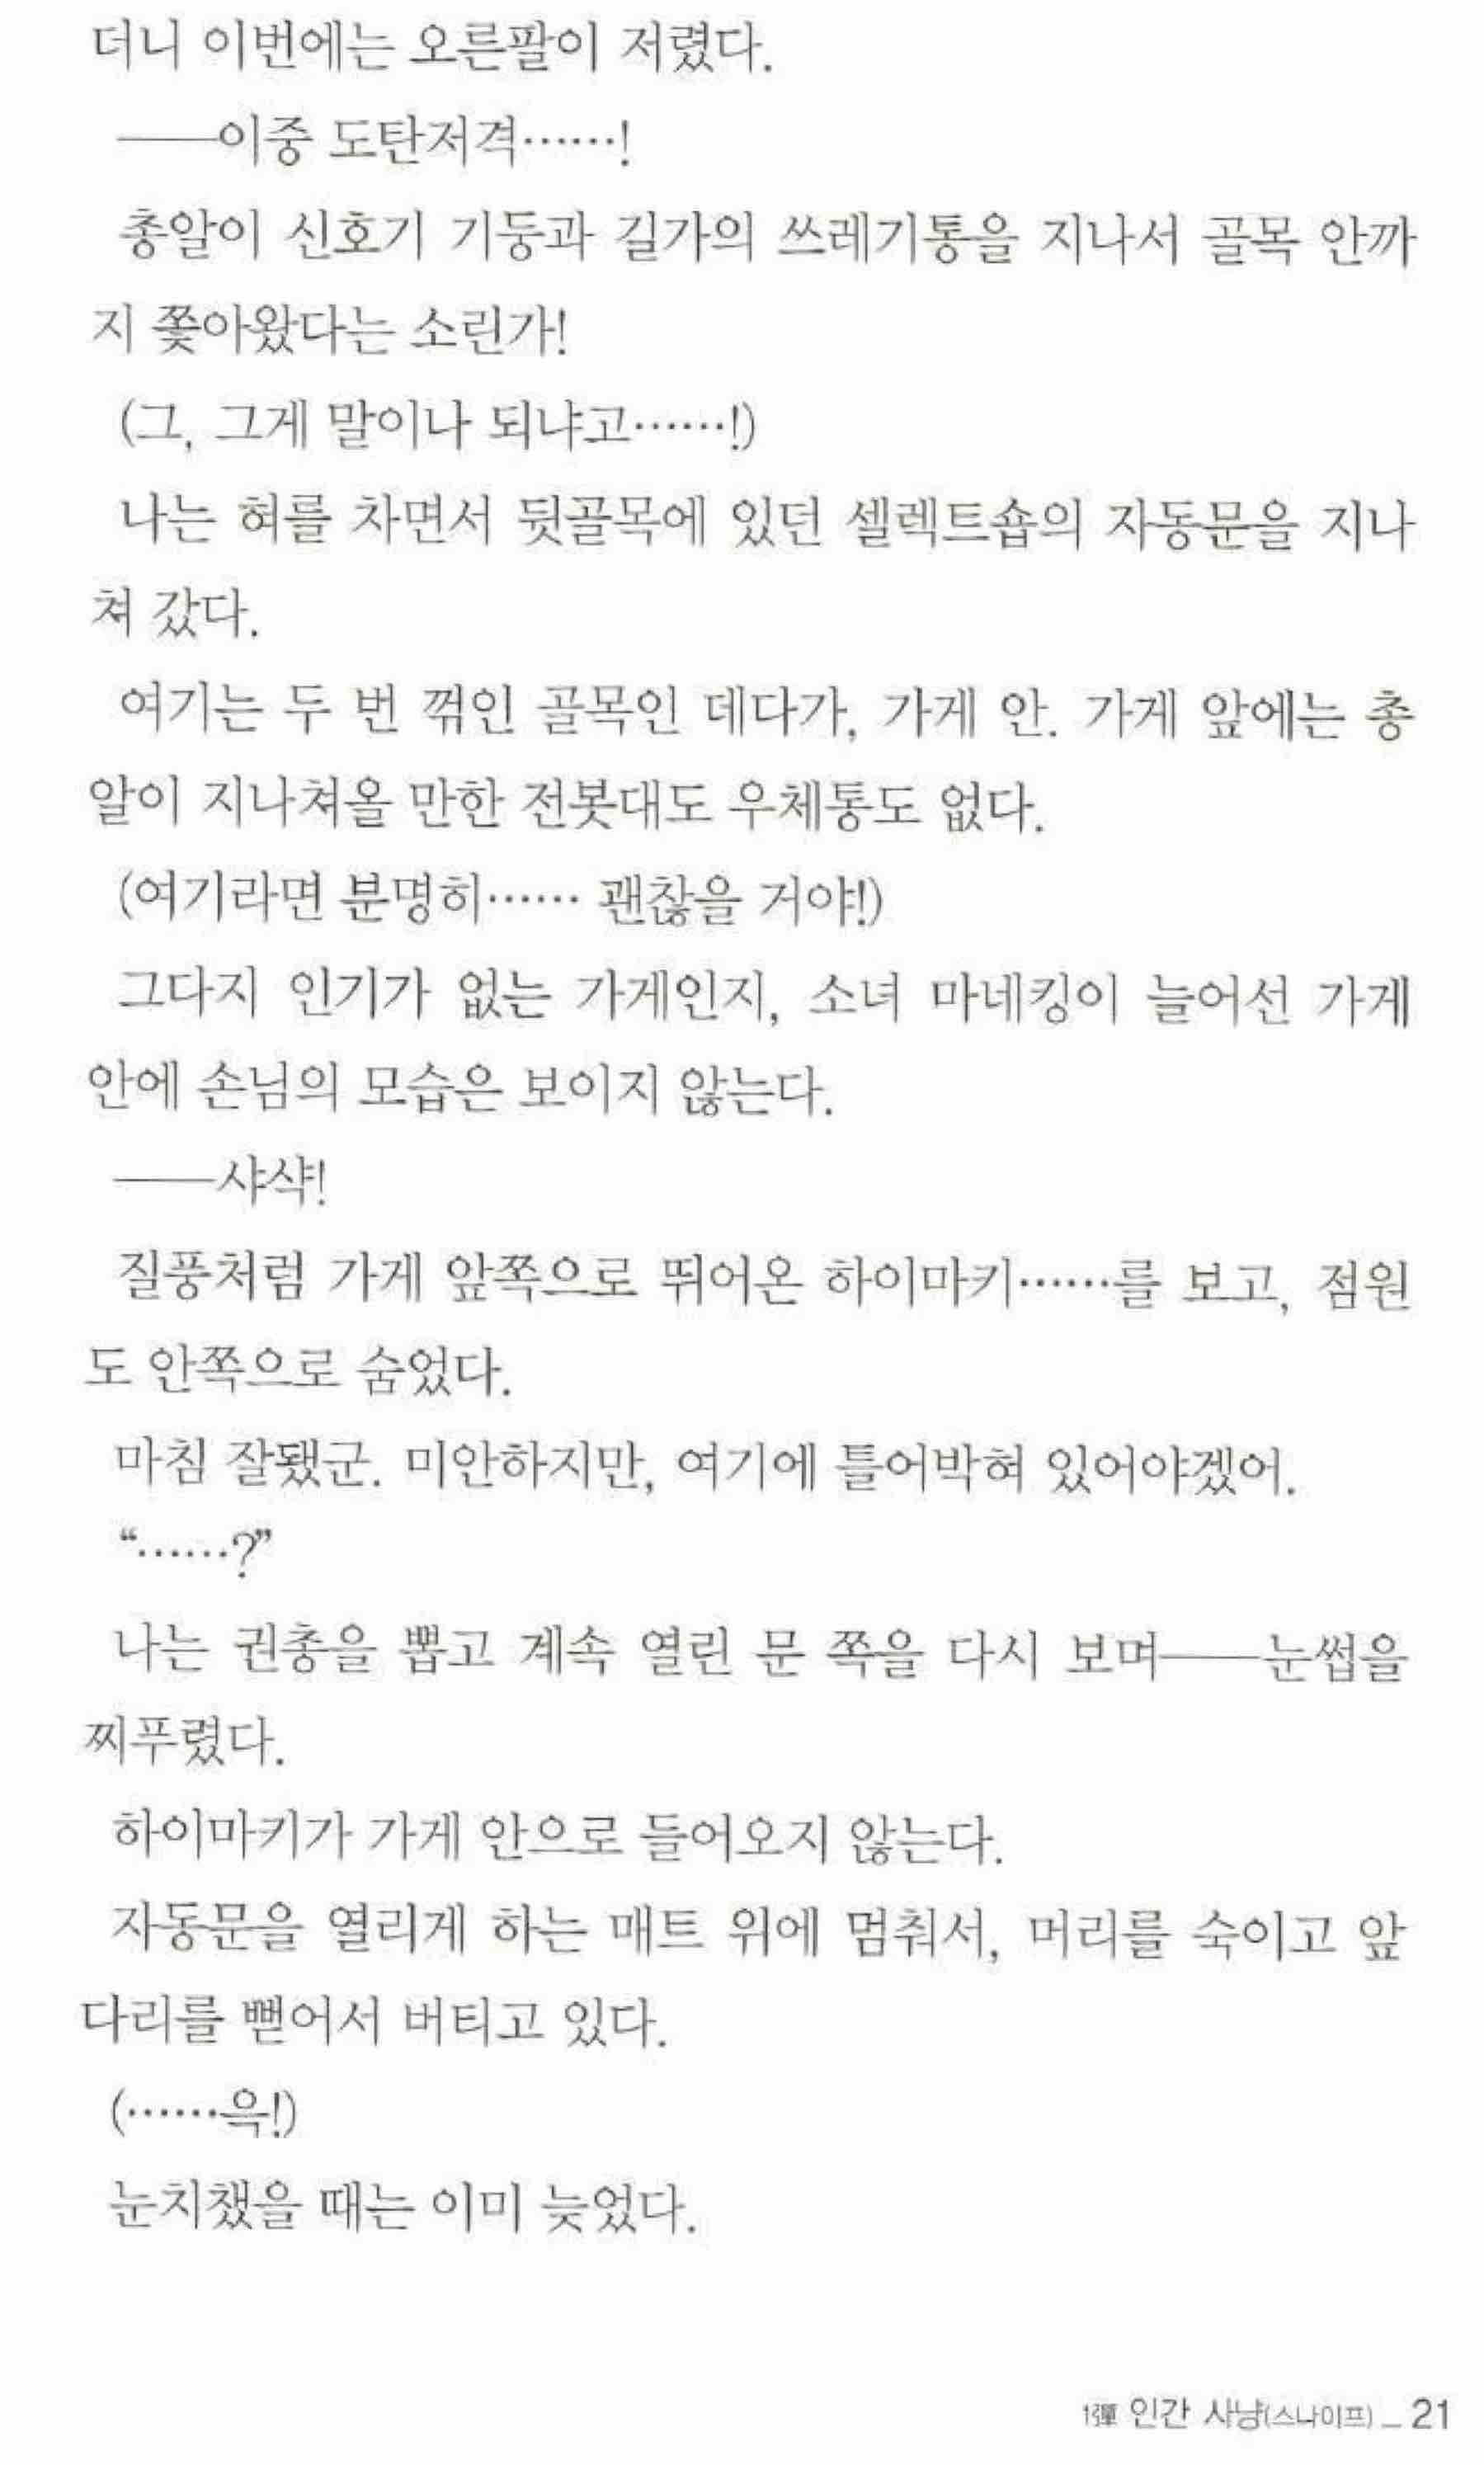 더니 이번에는 오른팔이 저렸다.
──이중 도탄저격……!
총알이 신호기 기둥과 길가의 쓰레기통을 지나서 골목 안까
지 쫓아왔다는 소린가!
(그, 그게 말이나 되냐고……!)
나는 혀를 차면서 뒷골목에 있던 셀렉트숍의 자동문을 지나
쳐 갔다.
여기는 두 번 꺾인 골목인 데다가, 가게 안. 가게 앞에는 총
알이 지나쳐올 만한 전봇대도 우체통도 없다.
(여기라면 분명히…… 괜찮을 거야!)
그다지 인기가 없는 가게인지, 소녀 마네킹이 늘어선 가게
안에 손님의 모습은 보이지 않는다.
──샤샥!
질풍처럼 가게 앞쪽으로 뛰어온 하이마키……를 보고, 점원
도 안쪽으로 숨었다.
마침 잘됐군. 미안하지만, 여기에 틀어박혀 있어야겠어.
“……?”
나는 권총을 뽑고 계속 열린 문 쪽을 다시 보며──눈썹을
찌푸렸다.
하이마키가 가게 안으로 들어오지 않는다.
자동문을 열리게 하는 매트 위에 멈춰서, 머리를 숙이고 앞
다리를 뻗어서 버티고 있다.
(……윽!)
눈치챘을 때는 이미 늦었다.
1彈 인간 사냥(스나이프) _ 21